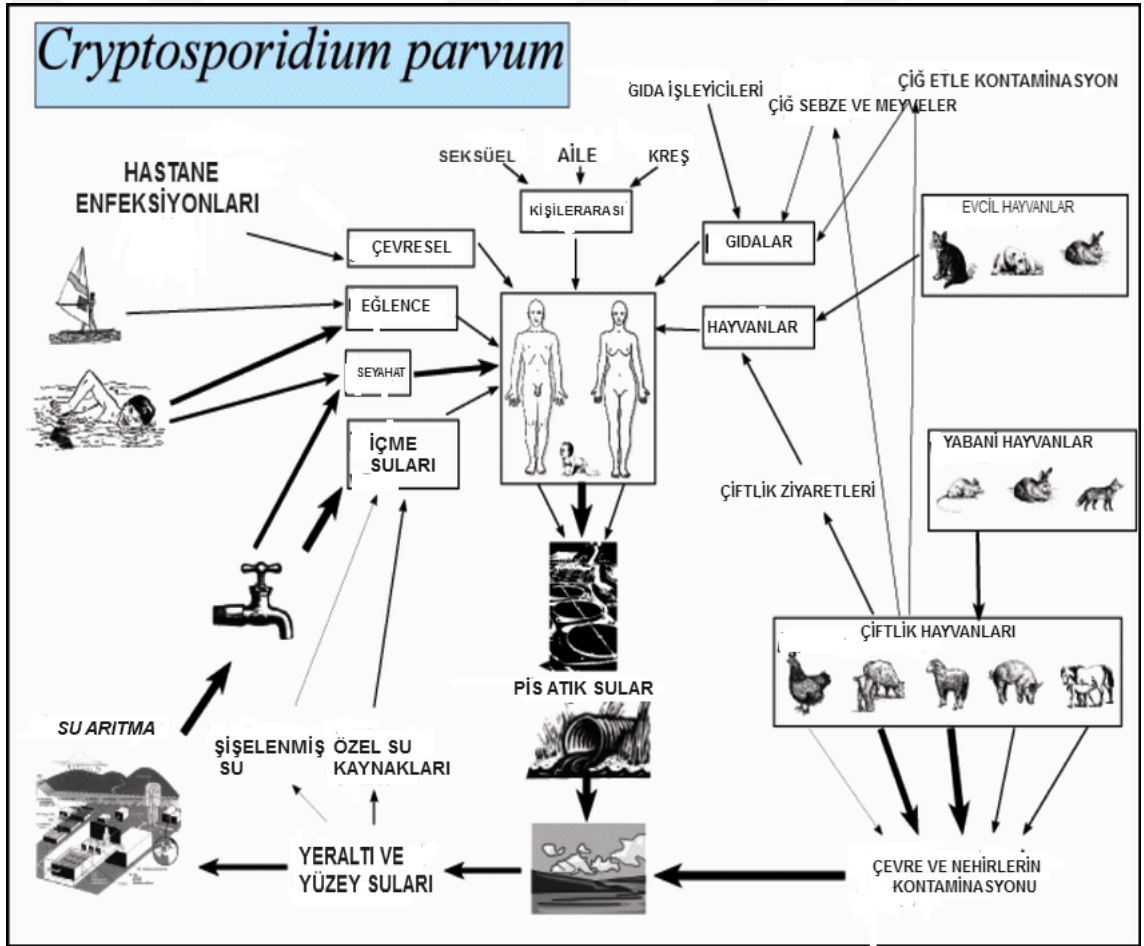 Cryptosporidium parvum
GIDA İŞLEYİCİLERİ
ÇİĞ ETLE KONTAMINASYON
ÇİĞ SEBZE VE MEYVELER
SEKSÜEL
AİLE
KREŞ
HASTANE
ENFEKSİYONLARI
KİŞİLERARASI
EVCİL HAYVANLAR
ÇEVRESEL
GIDALAR
EĞLENCE
HAYVANLAR
SEYAHAT
İÇME
SULARI
YABANİ HAYVANLAR
ÇİFTLİK ZİYARETLERİ
ÇİFTLİK HAYVANLARI
PİS ATIK SULAR
SU ARITMA
ŞİŞELENMİŞ
SU
ÖZEL SU
KAYNAKLARI
YERALTI VE
YÜZEY SULARI
ÇEVRE VE NEHİRLERİN
KONTAMİNASYONU